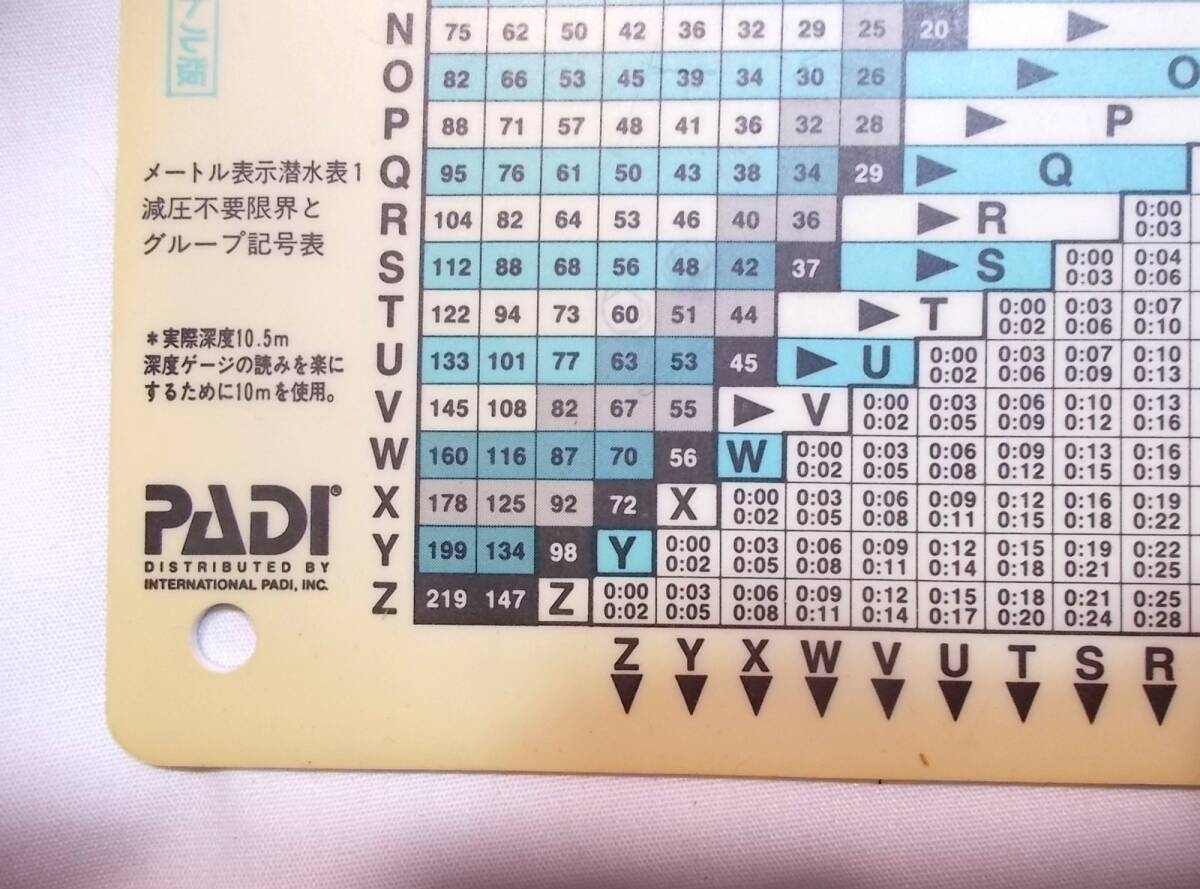 トル版
N 75 62 50 42 36 32 29 25 20
O 82 66 53 45 39 34 30 26 O
P 88 71 57 48 41 36 32 28 P
Q 95 76 61 50 43 38 34 29 Q
R 104 82 64 53 46 40 36 R 0:00 0:03
S 112 88 68 56 48 42 37 S 0:00 0:03 0:04 0:06
T 122 94 73 60 51 44 T 0:00 0:02 0:03 0:06 0:07 0:10
U 133 101 77 63 53 45 U 0:00 0:02 0:03 0:06 0:07 0:09 0:10 0:13
V 145 108 82 67 55 V 0:00 0:02 0:03 0:05 0:06 0:09 0:10 0:12 0:13 0:16
W 160 116 87 70 56 W 0:00 0:02 0:03 0:05 0:06 0:08 0:09 0:12 0:13 0:15 0:16 0:19
X 178 125 92 72 X 0:00 0:02 0:03 0:05 0:06 0:08 0:09 0:11 0:12 0:15 0:16 0:18 0:19 0:22
Y 199 134 98 Y 0:00 0:02 0:03 0:05 0:06 0:08 0:09 0:11 0:12 0:14 0:15 0:18 0:19 0:21 0:22 0:25
Z 219 147 Z 0:00 0:02 0:03 0:05 0:06 0:08 0:09 0:11 0:12 0:14 0:15 0:17 0:18 0:20 0:21 0:24 0:25 0:28
Z Y X W V U T S R
メートル表示潜水表1
減圧不要限界と
グループ記号表
*実際深度10.5m
深度ゲージの読みを楽に
するために10mを使用。
PADI®
DISTRIBUTED BY
INTERNATIONAL PADI, INC.